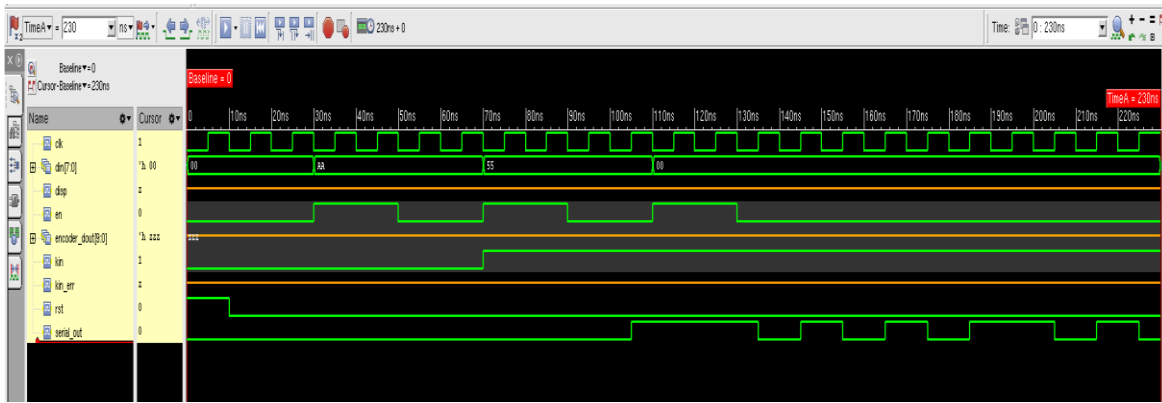 TimeA▾ = 230 ns▾ 230ns + 0 Time: 0 : 230ns
x2
Baseline▾=0
Cursor-Baseline▾=230ns
Baseline = 0
TimeA = 230ns
Name Cursor 0 10ns 20ns 30ns 40ns 50ns 60ns 70ns 80ns 90ns 100ns 110ns 120ns 130ns 140ns 150ns 160ns 170ns 180ns 190ns 200ns 210ns 220ns
clk 1
din[7:0] 'h 00 00 AA 55 00
disp z
en 0
encoder_dout[9:0] 'h zzz zzz
kin 1
kin_err z
rst 0
serial_out 0